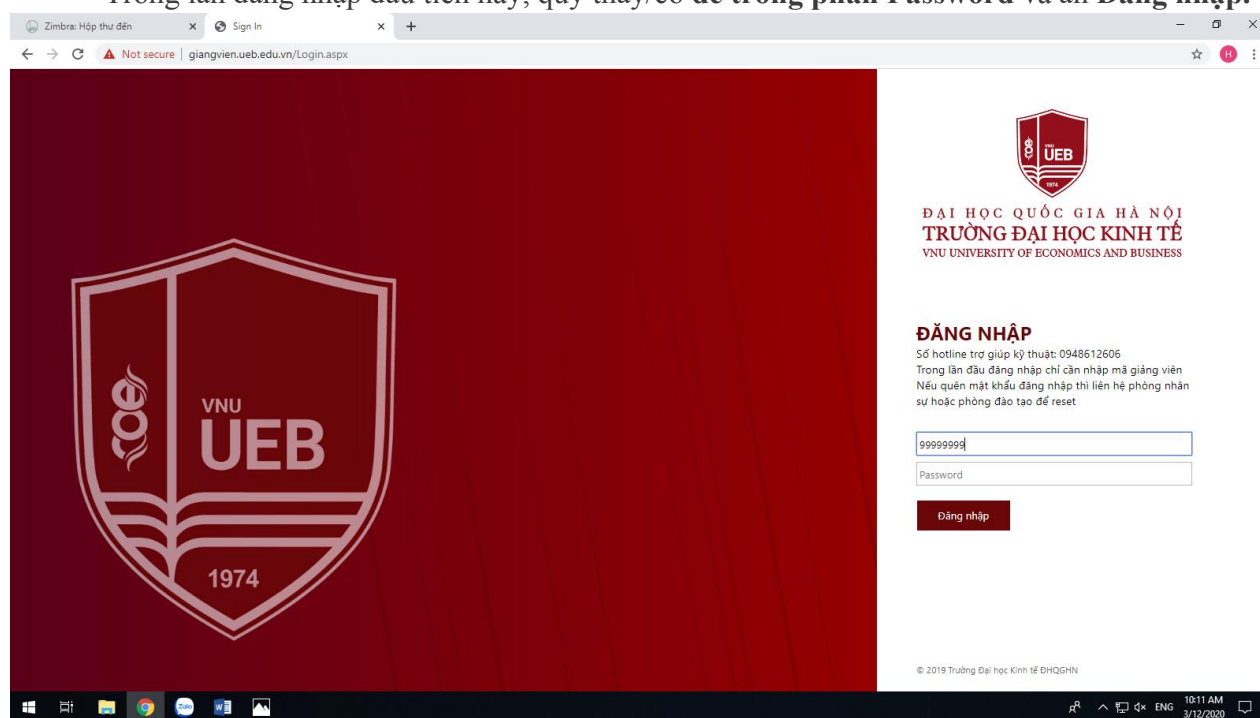 Trong lần đăng nhập đầu tiên này, quý thầy/cô để trống phần Password và ấn Đăng nhập.
Zimbra: Hộp thư đến
Sign In
Not secure | giangvien.ueb.edu.vn/Login.aspx
H
VNU
UEB
1974
ĐẠI HỌC QUỐC GIA HÀ NỘI
TRƯỜNG ĐẠI HỌC KINH TẾ
VNU UNIVERSITY OF ECONOMICS AND BUSINESS
VNU
UEB
1974
ĐĂNG NHẬP
Số hotline trợ giúp kỹ thuật: 0948612606
Trong lần đầu đăng nhập chỉ cần nhập mã giảng viên
Nếu quên mật khẩu đăng nhập thì liên hệ phòng nhân
sự hoặc phòng đào tạo để reset
99999999
Password
Đăng nhập
© 2019 Trường Đại học Kinh tế ĐHQGHN
Zalo
ENG
10:11 AM
3/12/2020